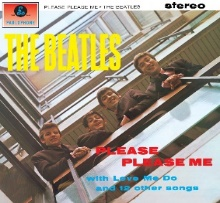 PLEASE PLEASE ME • THE BEATLES
stereo
PARLOPHONE
THE BEATLES
PLEASE
PLEASE ME
with Love Me Do
and 12 other songs